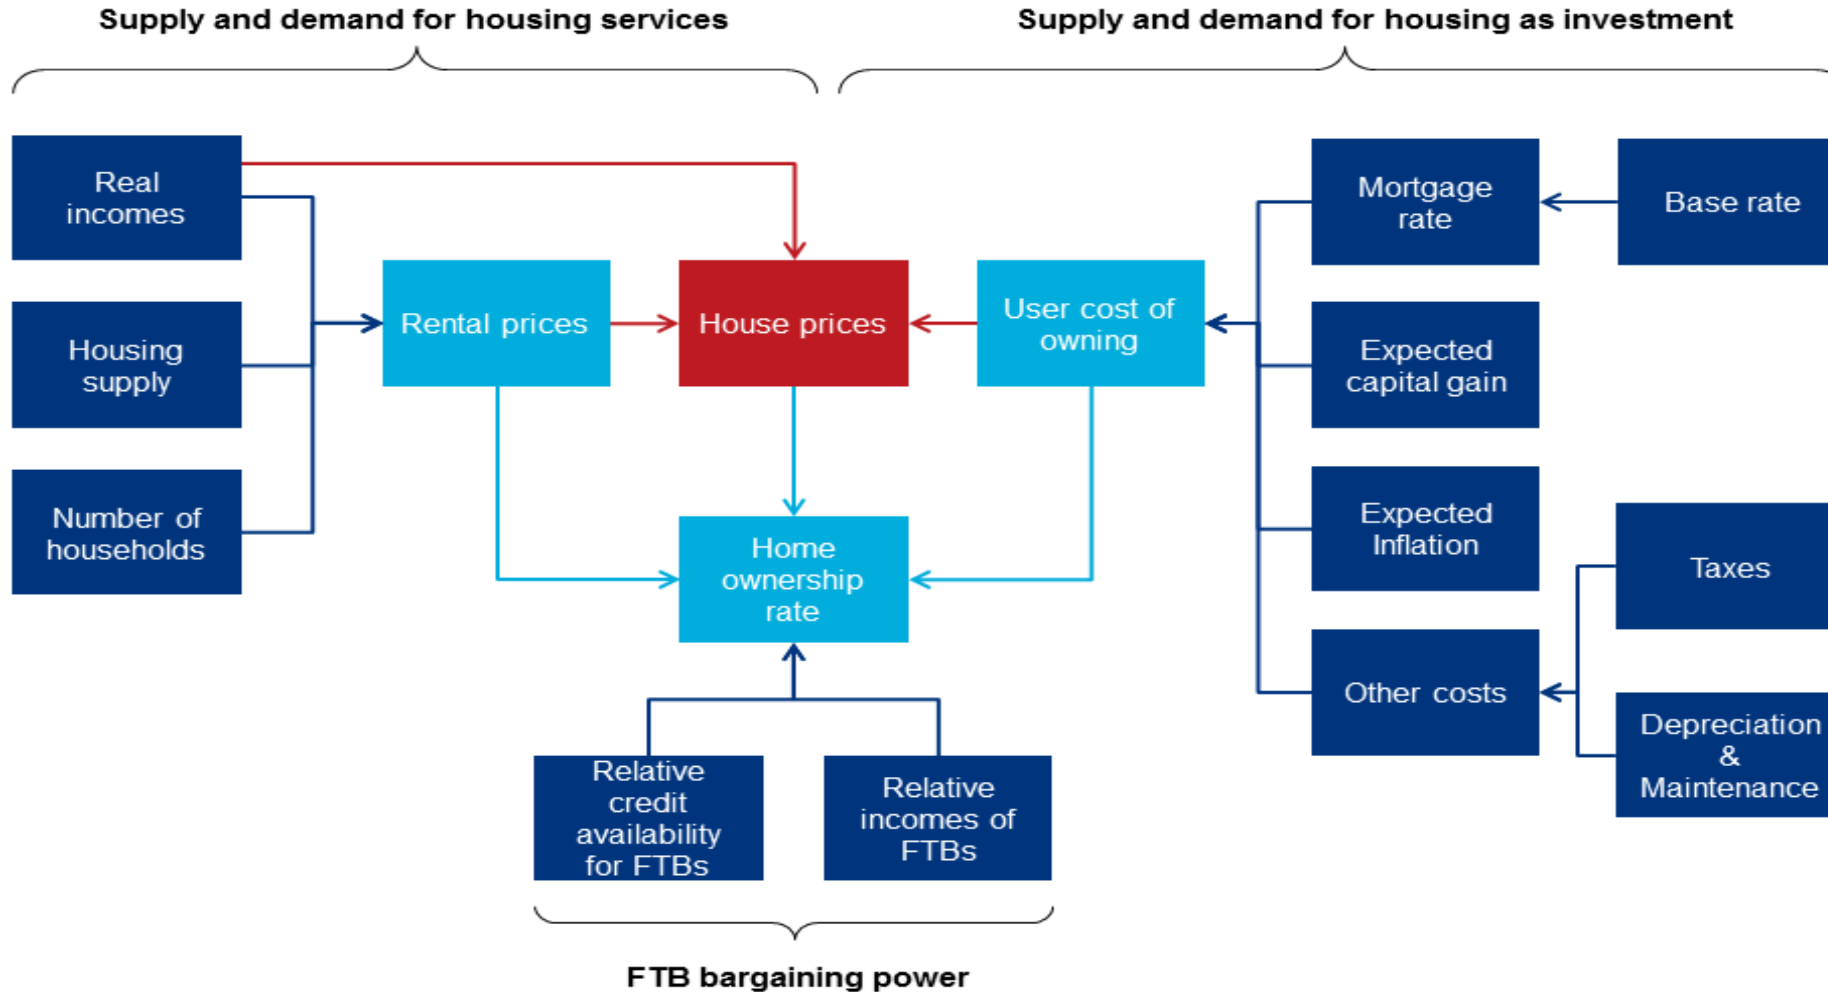 Supply and demand for housing services
Supply and demand for housing as investment
Real
incomes
Housing
supply
Number of
households
Rental prices
House prices
User cost of
owning
Home
ownership
rate
Mortgage
rate
Base rate
Expected
capital gain
Expected
Inflation
Other costs
Taxes
Depreciation
&
Maintenance
Relative
credit
availability
for FTBs
Relative
incomes of
FTBs
FTB bargaining power